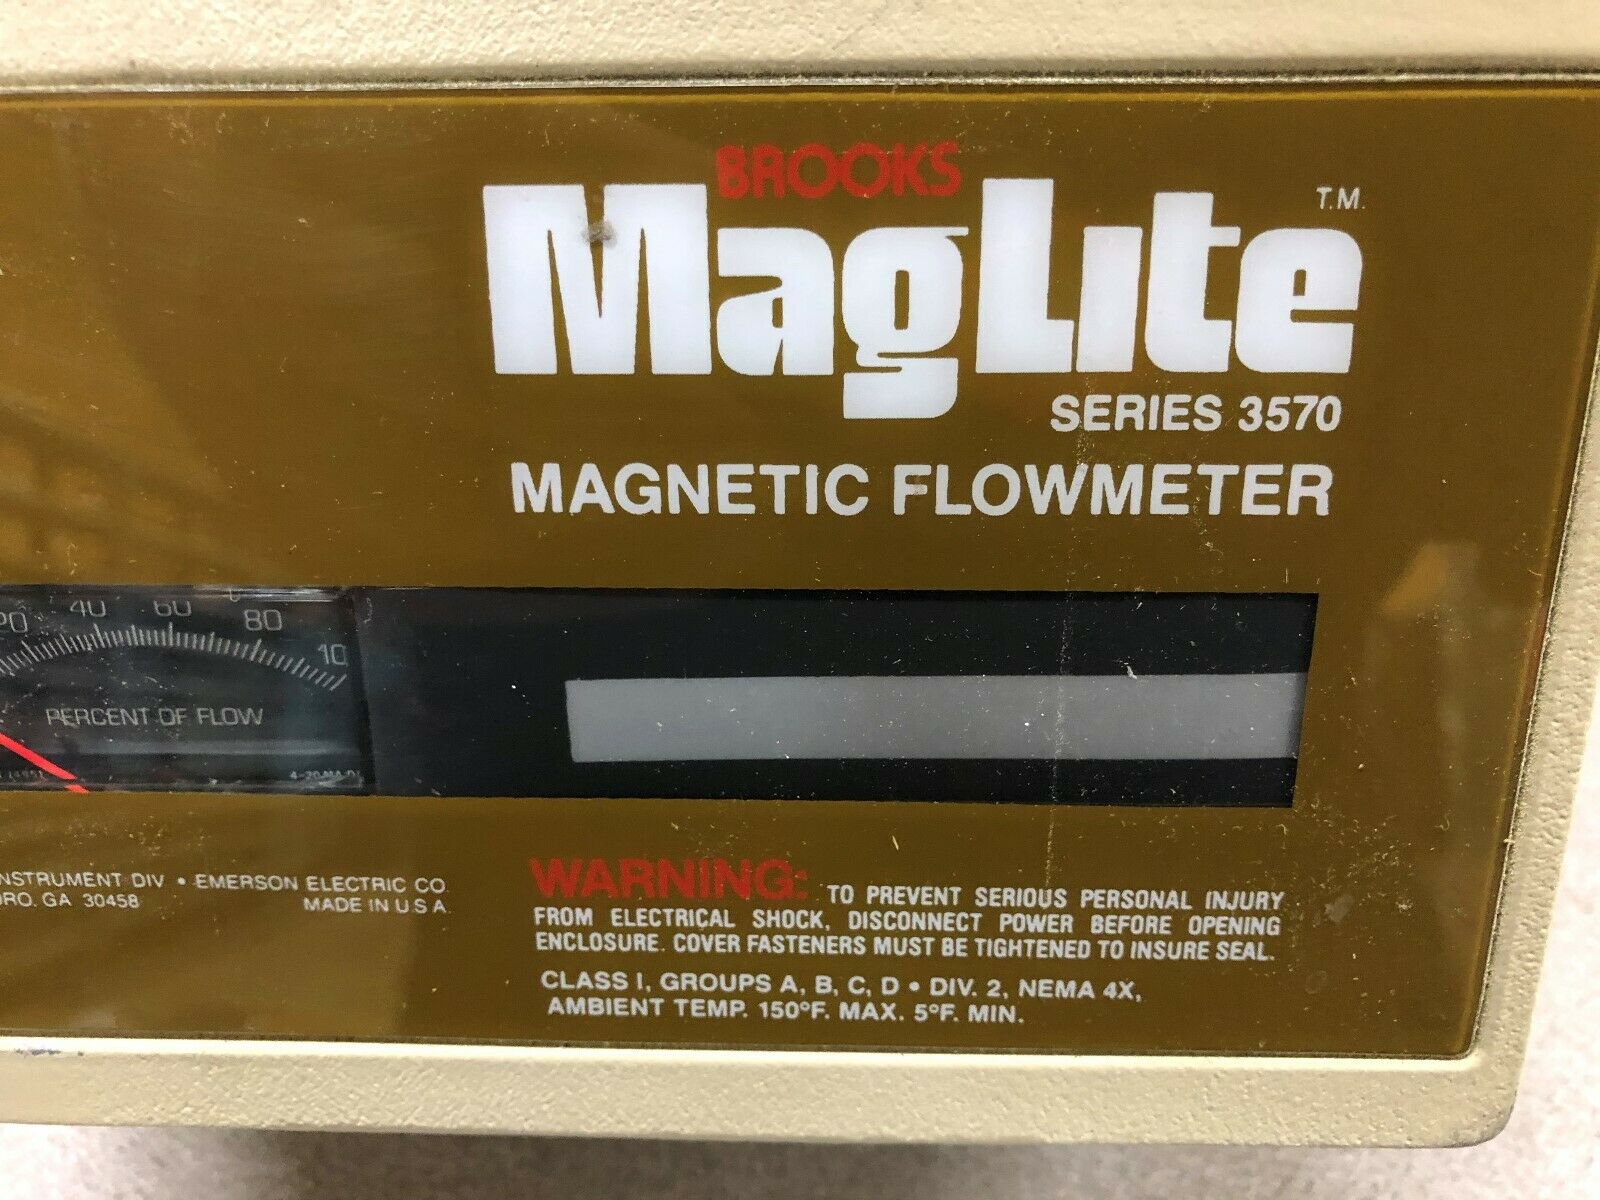 BROOKS
MagLite T.M.
SERIES 3570
MAGNETIC FLOWMETER
40 60 80 10
PERCENT OF FLOW
EMERSON ELECTRIC CO.
GA 30458 MADE IN U.S.A.
WARNING: TO PREVENT SERIOUS PERSONAL INJURY
FROM ELECTRICAL SHOCK, DISCONNECT POWER BEFORE OPENING
ENCLOSURE. COVER FASTENERS MUST BE TIGHTENED TO INSURE SEAL.
CLASS I, GROUPS A, B, C, D • DIV. 2, NEMA 4X,
AMBIENT TEMP. 150°F. MAX. 5°F. MIN.